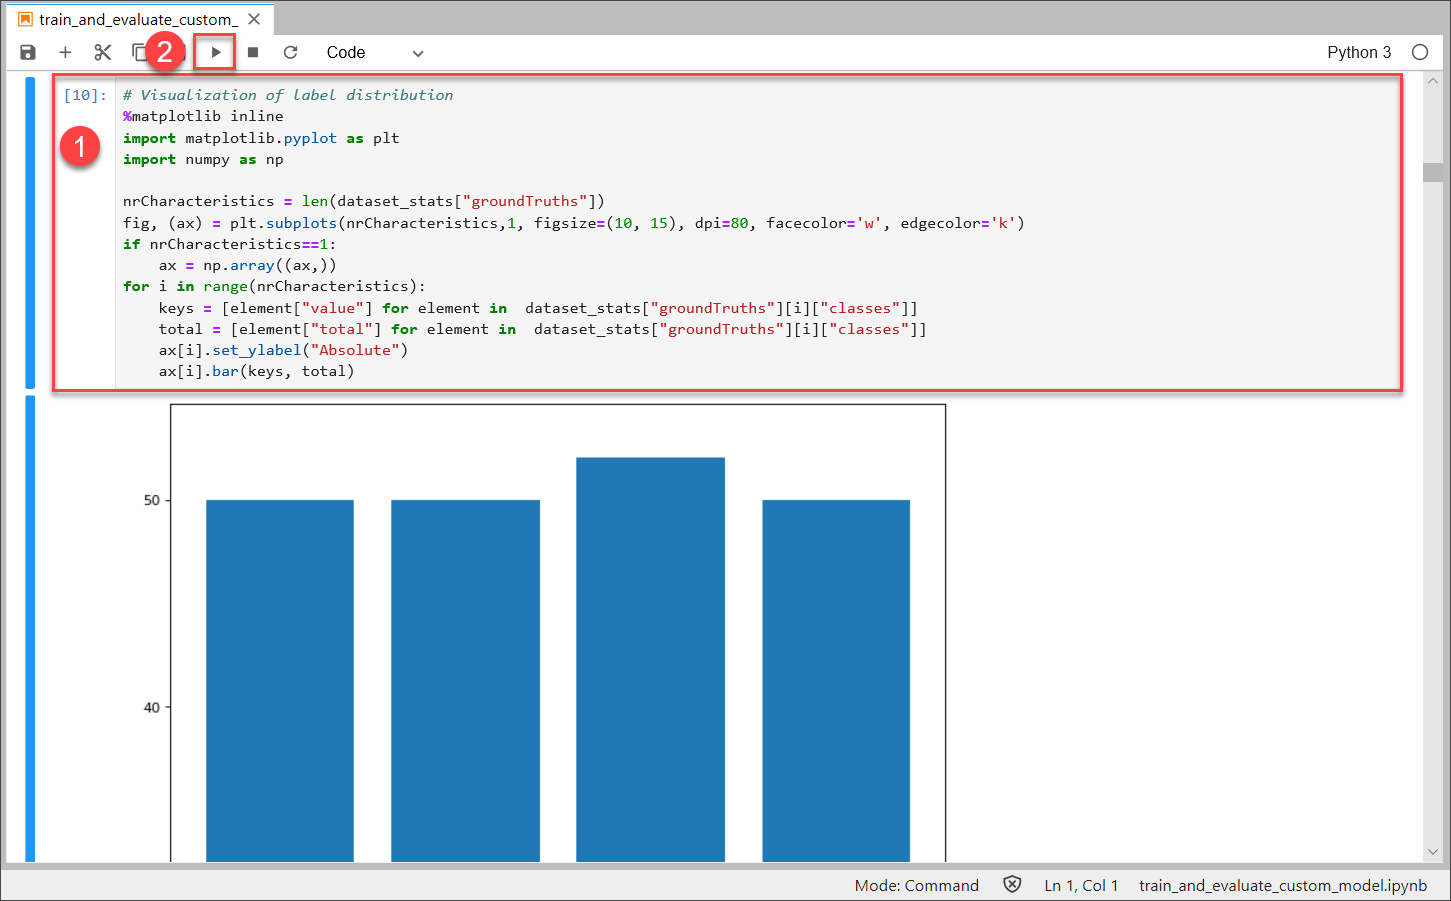 train_and_evaluate_custom_
2
Code
Python 3
[10]:
1
# Visualization of label distribution
%matplotlib inline
import matplotlib.pyplot as plt
import numpy as np
nrCharacteristics = len(dataset_stats["groundTruths"])
fig, (ax) = plt.subplots(nrCharacteristics,1, figsize=(10, 15), dpi=80, facecolor='w', edgecolor='k')
if nrCharacteristics==1:
    ax = np.array((ax,))
for i in range(nrCharacteristics):
    keys = [element["value"] for element in  dataset_stats["groundTruths"][i]["classes"]]
    total = [element["total"] for element in  dataset_stats["groundTruths"][i]["classes"]]
    ax[i].set_ylabel("Absolute")
    ax[i].bar(keys, total)
50
40
Mode: Command
Ln 1, Col 1
train_and_evaluate_custom_model.ipynb